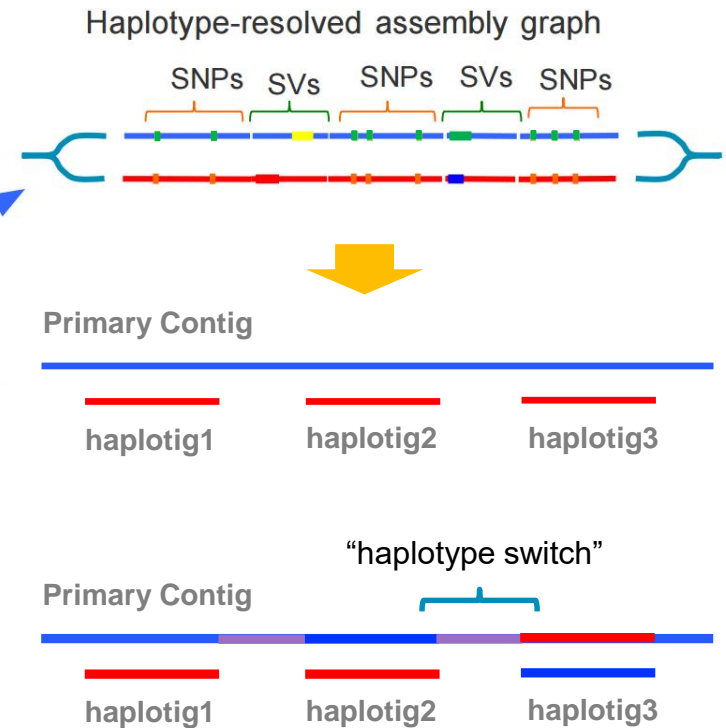 Haplotype-resolved assembly graph
SNPs SVs SNPs SVs SNPs
Primary Contig
haplotig1 haplotig2 haplotig3
“haplotype switch”
Primary Contig
haplotig1 haplotig2 haplotig3